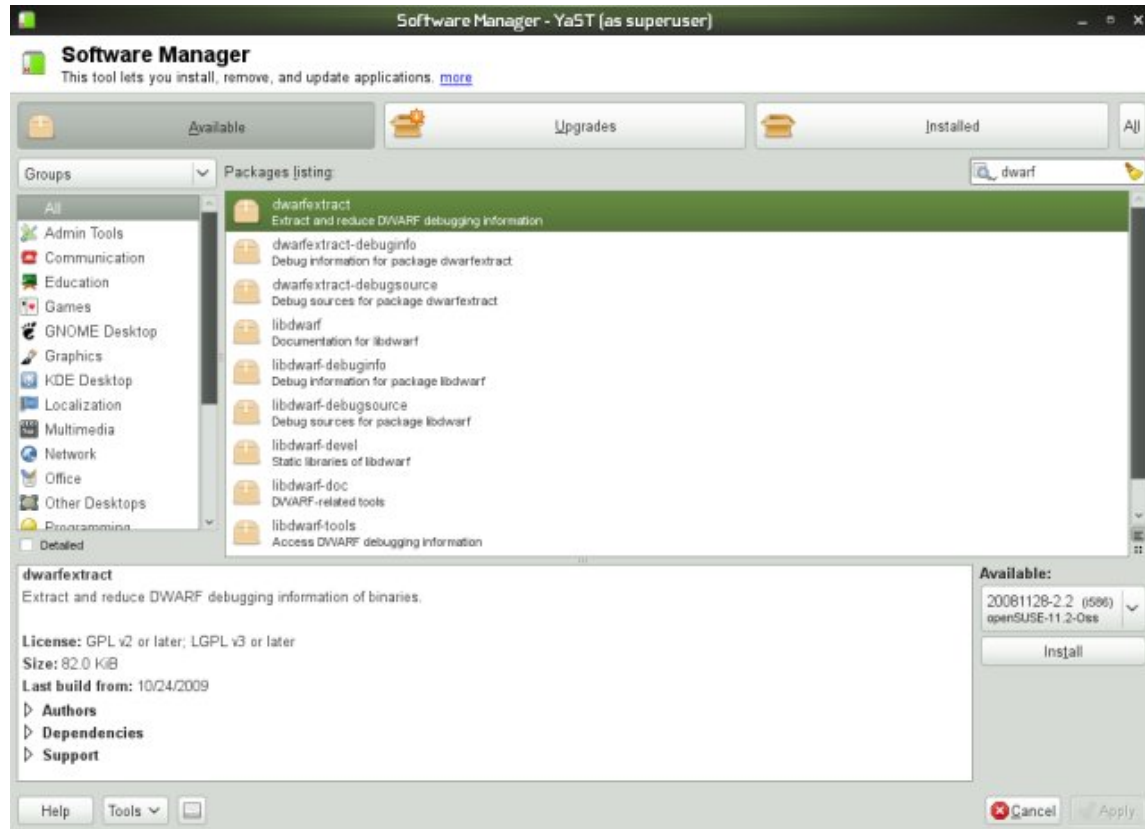 Software Manager - YaST (as superuser)
Software Manager
This tool lets you install, remove, and update applications. more
Available
Upgrades
Installed
All
Groups
Packages listing:
dwarf
All
Admin Tools
Communication
Education
Games
GNOME Desktop
Graphics
KDE Desktop
Localization
Multimedia
Network
Office
Other Desktops
Programming
Detailed
dwarfextract
Extract and reduce DWARF debugging information
dwarfextract-debuginfo
Debug information for package dwarfextract
dwarfextract-debugsource
Debug sources for package dwarfextract
libdwarf
Documentation for libdwarf
libdwarf-debuginfo
Debug information for package libdwarf
libdwarf-debugsource
Debug sources for package libdwarf
libdwarf-devel
Static libraries of libdwarf
libdwarf-doc
DWARF-related tools
libdwarf-tools
Access DWARF debugging information
dwarfextract
Extract and reduce DWARF debugging information of binaries.
License: GPL v2 or later; LGPL v3 or later
Size: 82.0 KiB
Last build from: 10/24/2009
Authors
Dependencies
Support
Available:
20081128-2.2 (i586)
openSUSE-11.2-Oss
Install
Help
Tools
Cancel
Apply